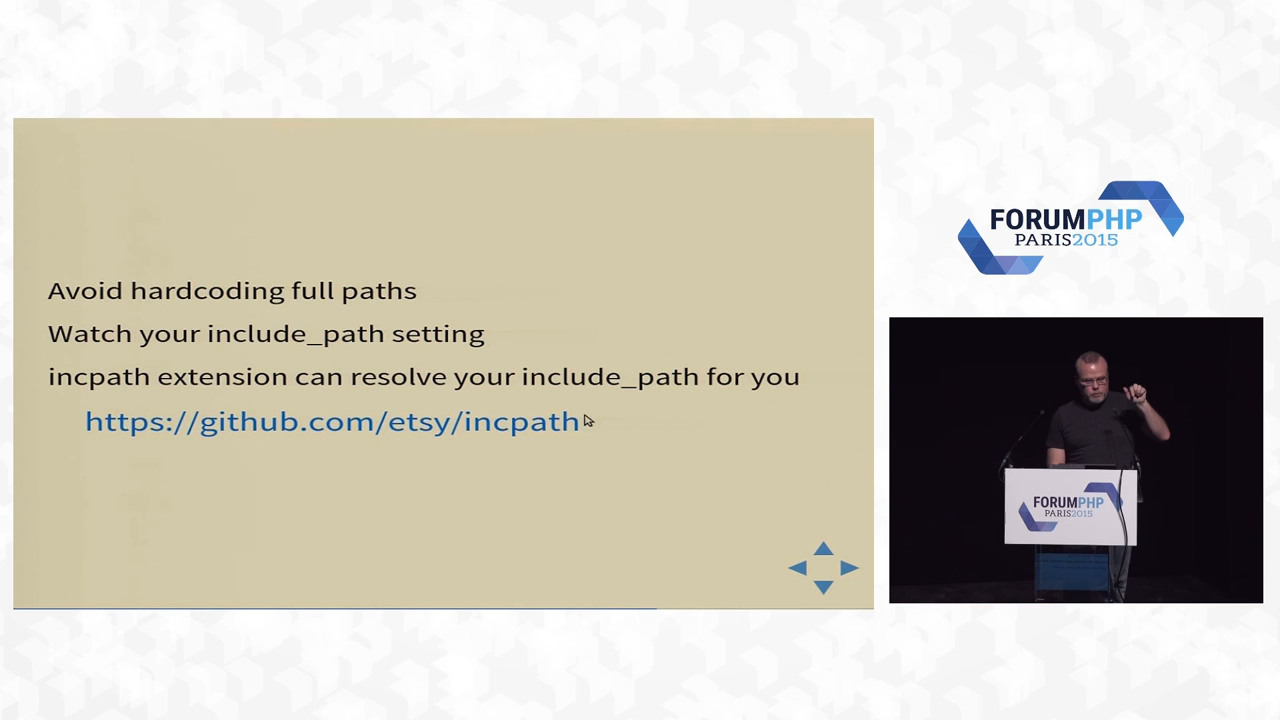 Avoid hardcoding full paths
Watch your include_path setting
incpath extension can resolve your include_path for you
https://github.com/etsy/incpath
FORUMPHP
PARIS2015
FORUMPHP
PARIS2015